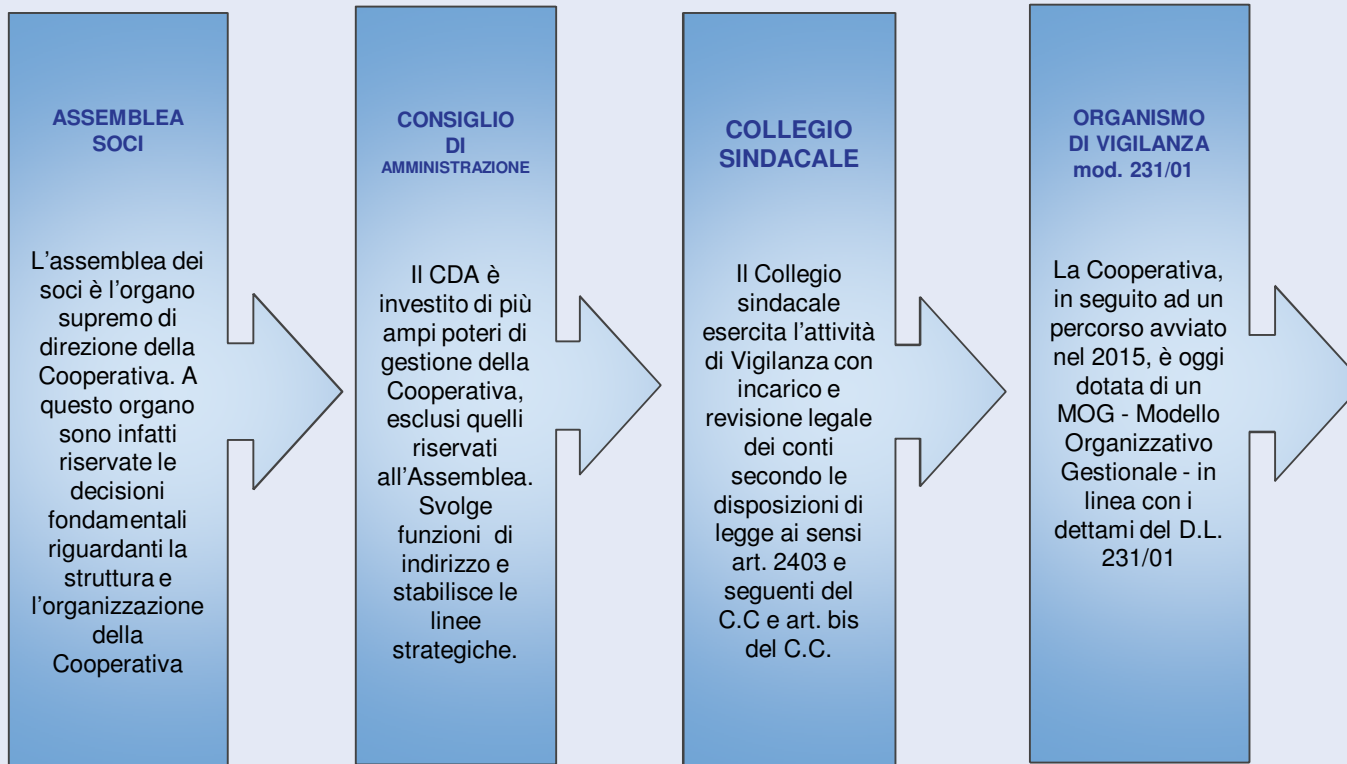 ASSEMBLEA
SOCI
L'assemblea dei
soci è l'organo
supremo di
direzione della
Cooperativa. A
questo organo
sono infatti
riservate le
decisioni
fondamentali
riguardanti la
struttura e
l'organizzazione
della
Cooperativa
CONSIGLIO
DI
AMMINISTRAZIONE
Il CDA è
investito di più
ampi poteri di
gestione della
Cooperativa,
esclusi quelli
riservati
all'Assemblea.
Svolge
funzioni di
indirizzo e
stabilisce le
linee
strategiche.
COLLEGIO
SINDACALE
Il Collegio
sindacale
esercita l'attività
di Vigilanza con
incarico e
revisione legale
dei conti
secondo le
disposizioni di
legge ai sensi
art. 2403 e
seguenti del
C.C e art. bis
del C.C.
ORGANISMO
DI VIGILANZA
mod. 231/01
La Cooperativa,
in seguito ad un
percorso avviato
nel 2015, è oggi
dotata di un
MOG - Modello
Organizzativo
Gestionale - in
linea con i
dettami del D.L.
231/01